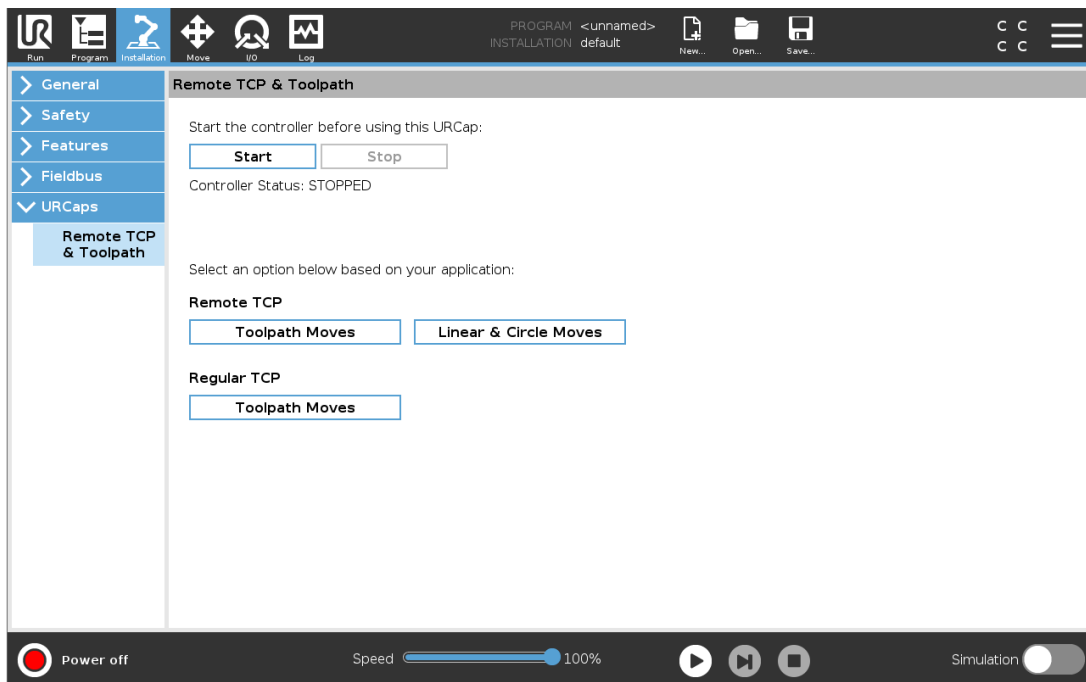 PROGRAM <unnamed>
INSTALLATION default
C C
C C
Run Program Installation Move I/O Log New... Open... Save...
General
Safety
Features
Fieldbus
URCaps
Remote TCP
& Toolpath
Remote TCP & Toolpath
Start the controller before using this URCap:
Start Stop
Controller Status: STOPPED
Select an option below based on your application:
Remote TCP
Toolpath Moves Linear & Circle Moves
Regular TCP
Toolpath Moves
Power off Speed 100% Simulation